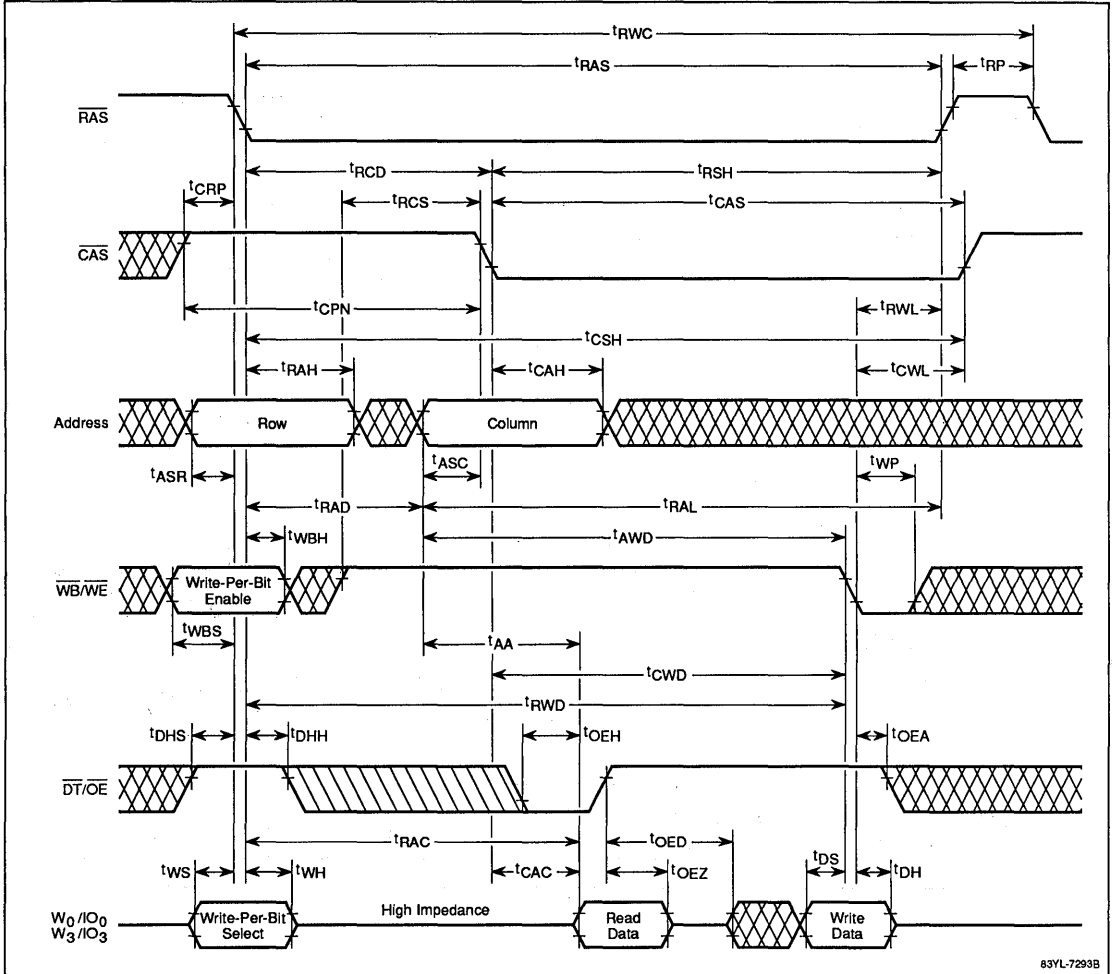 tRWC
tRAS
tRP
RAS
tRCD
tRSH
tCRP
tRCS
tCAS
CAS
tCPN
tRWL
tCSH
tRAH
tCAH
tCWL
Address
Row
Column
tASR
tASC
tWP
tRAD
tRAL
tWBH
tAWD
WB/WE
Write-Per-Bit
Enable
tWBS
tAA
tCWD
tRWD
tDHS
tDHH
tOEH
tOEA
DT/OE
tRAC
tOED
tWS
tWH
tCAC
tOEZ
tDS
tDH
W0/IO0
W3/IO3
Write-Per-Bit
Select
High Impedance
Read
Data
Write
Data
83YL-7293B